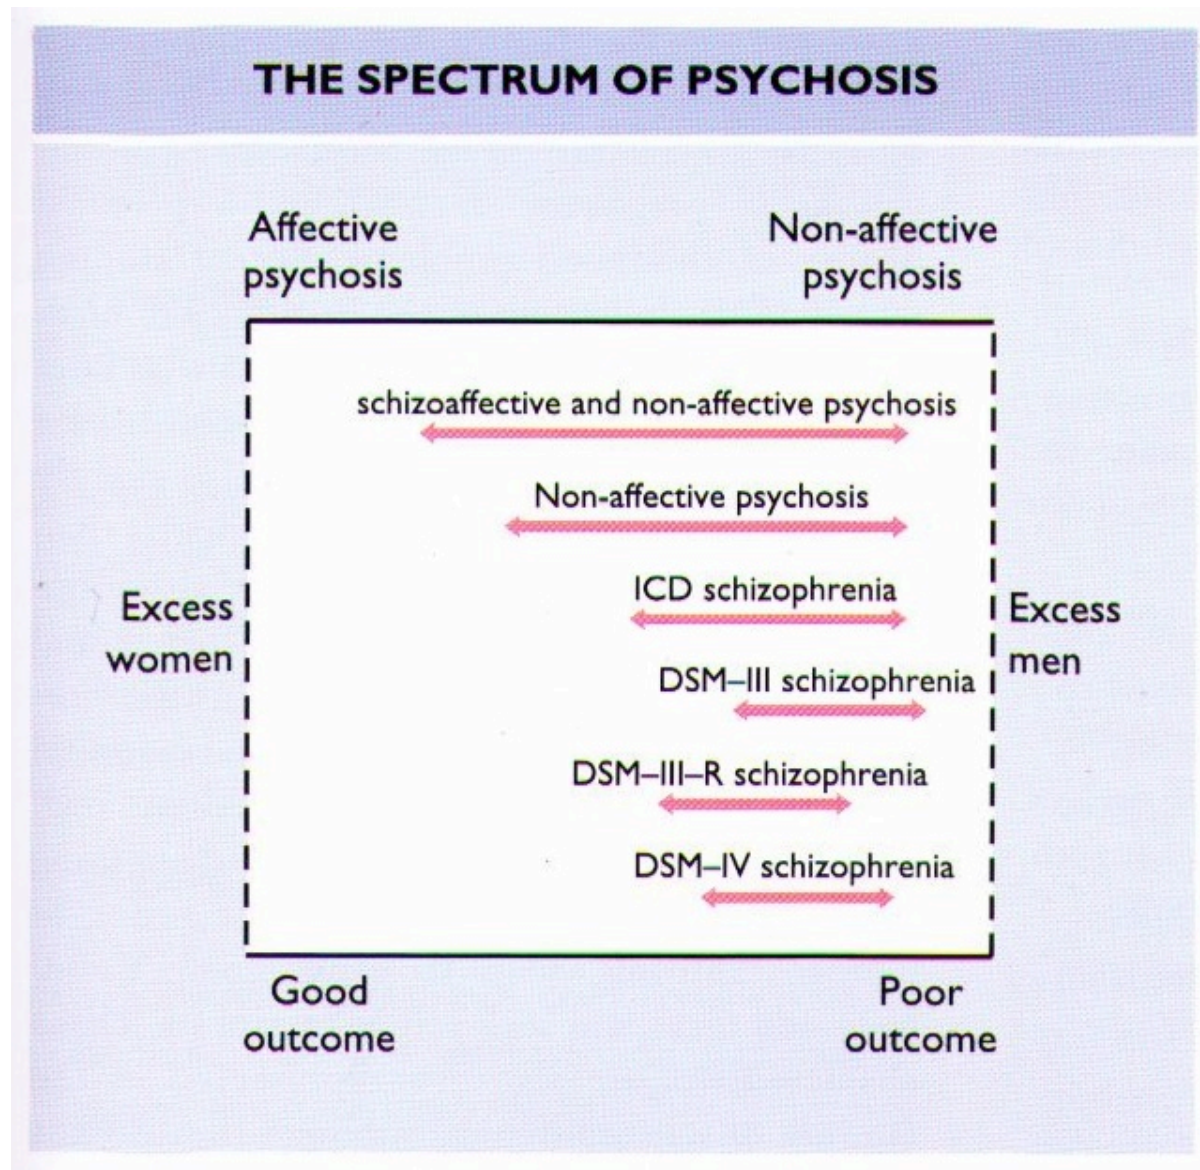 THE SPECTRUM OF PSYCHOSIS
Affective
psychosis
Non-affective
psychosis
schizoaffective and non-affective psychosis
Non-affective psychosis
ICD schizophrenia
Excess
women
Excess
men
DSM–III schizophrenia
DSM–III–R schizophrenia
DSM–IV schizophrenia
Good
outcome
Poor
outcome